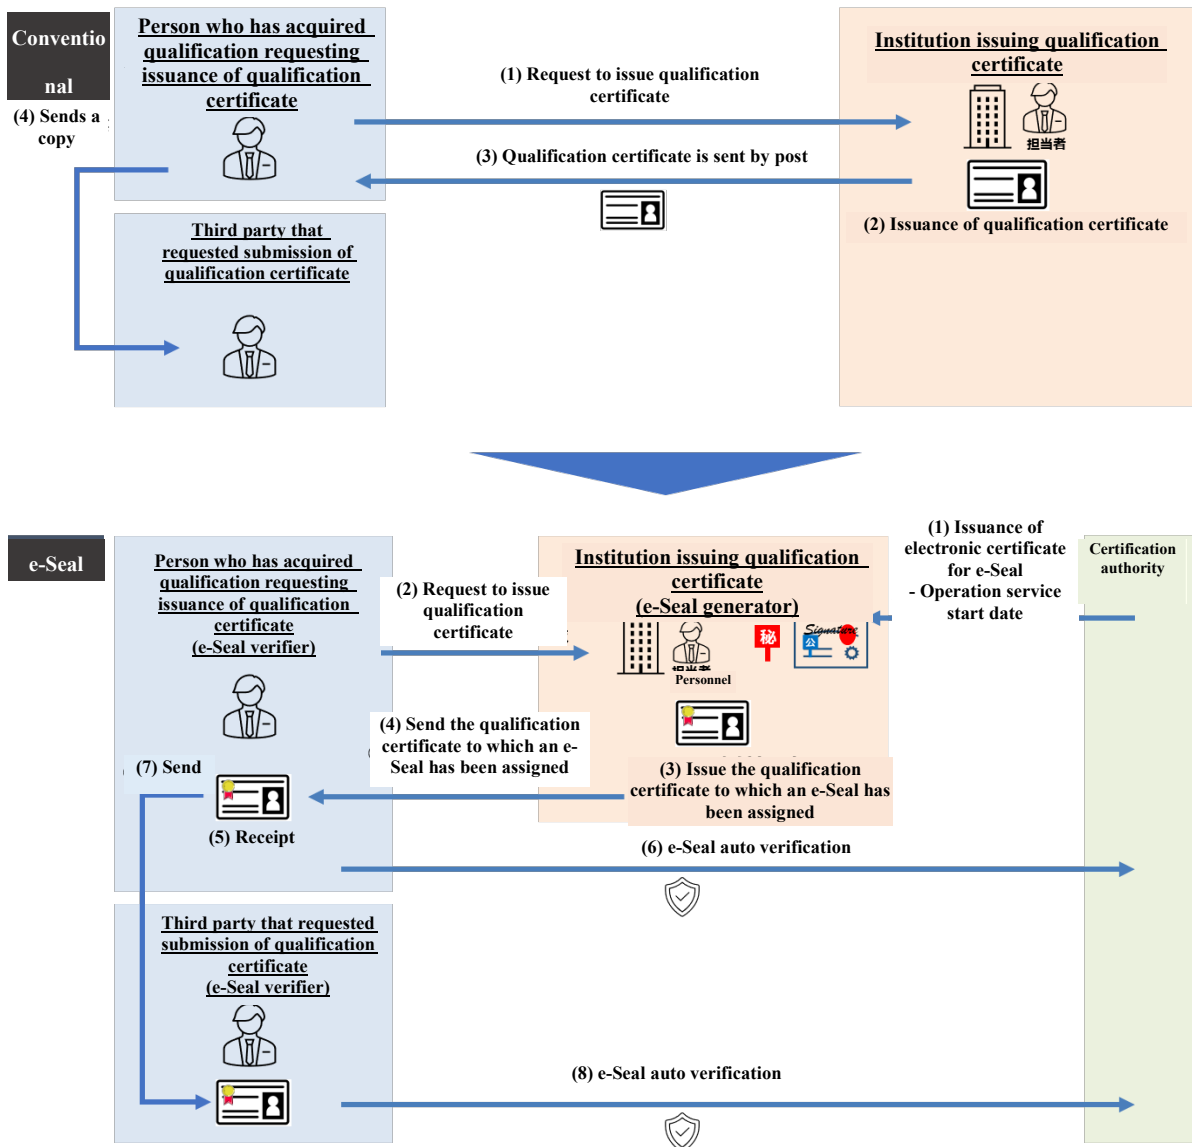 Conventio
nal
Person who has acquired
qualification requesting
issuance of qualification
certificate
Institution issuing qualification
certificate
(1) Request to issue qualification
certificate
(4) Sends a
copy
担当者
(3) Qualification certificate is sent by post
(2) Issuance of qualification certificate
Third party that
requested submission of
qualification certificate
e-Seal
Person who has acquired
qualification requesting
issuance of qualification
certificate
(e-Seal verifier)
(2) Request to issue
qualification
certificate
Institution issuing qualification
certificate
(e-Seal generator)
(1) Issuance of
electronic certificate
for e-Seal
- Operation service
start date
Certification
authority
秘
Signature
公
担当者
Personnel
(4) Send the qualification
certificate to which an e-
Seal has been assigned
(3) Issue the qualification
certificate to which an e-Seal has
been assigned
(7) Send
(5) Receipt
(6) e-Seal auto verification
Third party that requested
submission of qualification
certificate
(e-Seal verifier)
(8) e-Seal auto verification